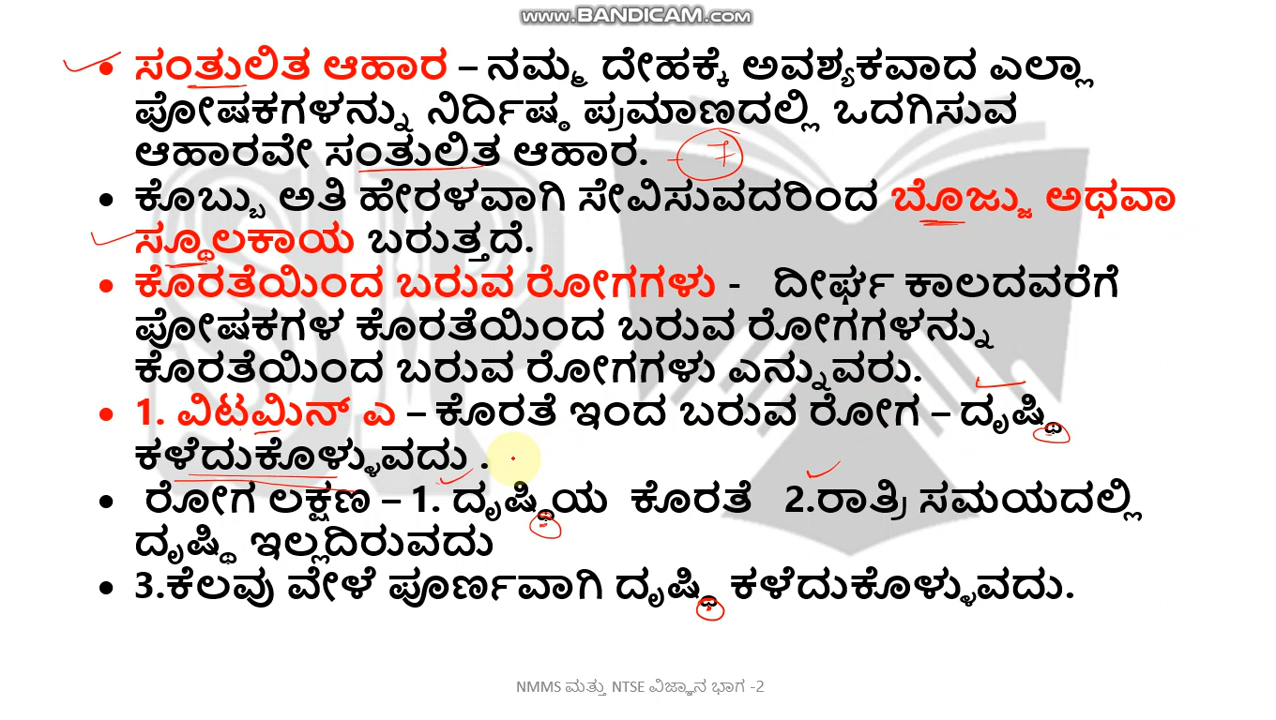 www.BANDICAM.com
• ಸಂತುಲಿತ ಆಹಾರ – ನಮ್ಮ ದೇಹಕ್ಕೆ ಅವಶ್ಯಕವಾದ ಎಲ್ಲಾ
ಪೋಷಕಗಳನ್ನು ನಿರ್ದಿಷ್ಠ ಪ್ರಮಾಣದಲ್ಲಿ ಒದಗಿಸುವ
ಆಹಾರವೇ ಸಂತುಲಿತ ಆಹಾರ.
• ಕೊಬ್ಬು ಅತಿ ಹೇರಳವಾಗಿ ಸೇವಿಸುವದರಿಂದ ಬೊಜ್ಜು ಅಥವಾ
ಸ್ಥೂಲಕಾಯ ಬರುತ್ತದೆ.
• ಕೊರತೆಯಿಂದ ಬರುವ ರೋಗಗಳು - ದೀರ್ಘ ಕಾಲದವರೆಗೆ
ಪೋಷಕಗಳ ಕೊರತೆಯಿಂದ ಬರುವ ರೋಗಗಳನ್ನು
ಕೊರತೆಯಿಂದ ಬರುವ ರೋಗಗಳು ಎನ್ನುವರು.
• 1. ವಿಟಮಿನ್ ಎ – ಕೊರತೆ ಇಂದ ಬರುವ ರೋಗ – ದೃಷ್ಥಿ
ಕಳೆದುಕೊಳ್ಳುವದು .
• ರೋಗ ಲಕ್ಷಣ – 1. ದೃಷ್ಥಿಯ ಕೊರತೆ 2.ರಾತ್ರಿ ಸಮಯದಲ್ಲಿ
ದೃಷ್ಥಿ ಇಲ್ಲದಿರುವದು
• 3.ಕೆಲವು ವೇಳೆ ಪೂರ್ಣವಾಗಿ ದೃಷ್ಥಿ ಕಳೆದುಕೊಳ್ಳುವದು.
NMMS ಮತ್ತು NTSE ವಿಜ್ಞಾನ ಭಾಗ -2